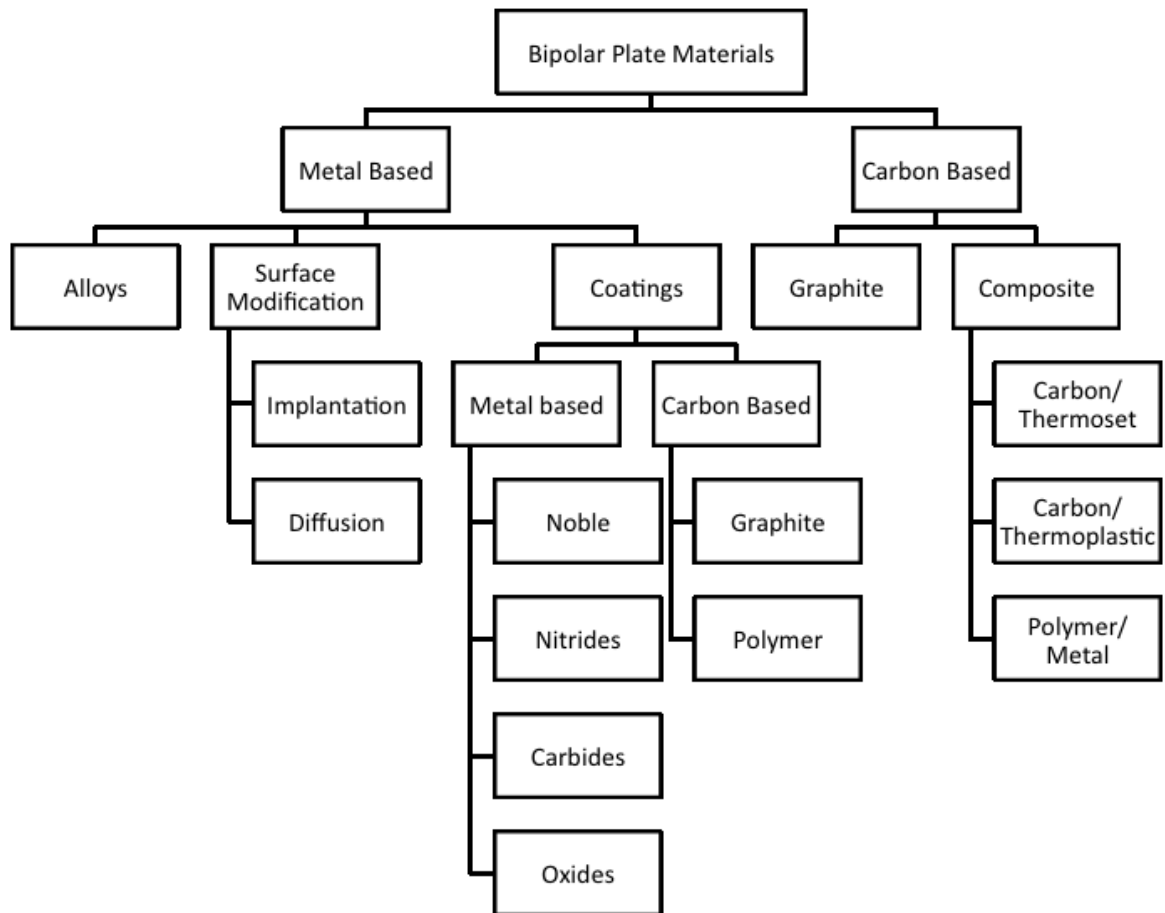 Bipolar Plate Materials
Metal Based
Carbon Based
Alloys
Surface
Modification
Coatings
Graphite
Composite
Implantation
Metal based
Carbon Based
Carbon/
Thermoset
Diffusion
Noble
Graphite
Carbon/
Thermoplastic
Nitrides
Polymer
Polymer/
Metal
Carbides
Oxides